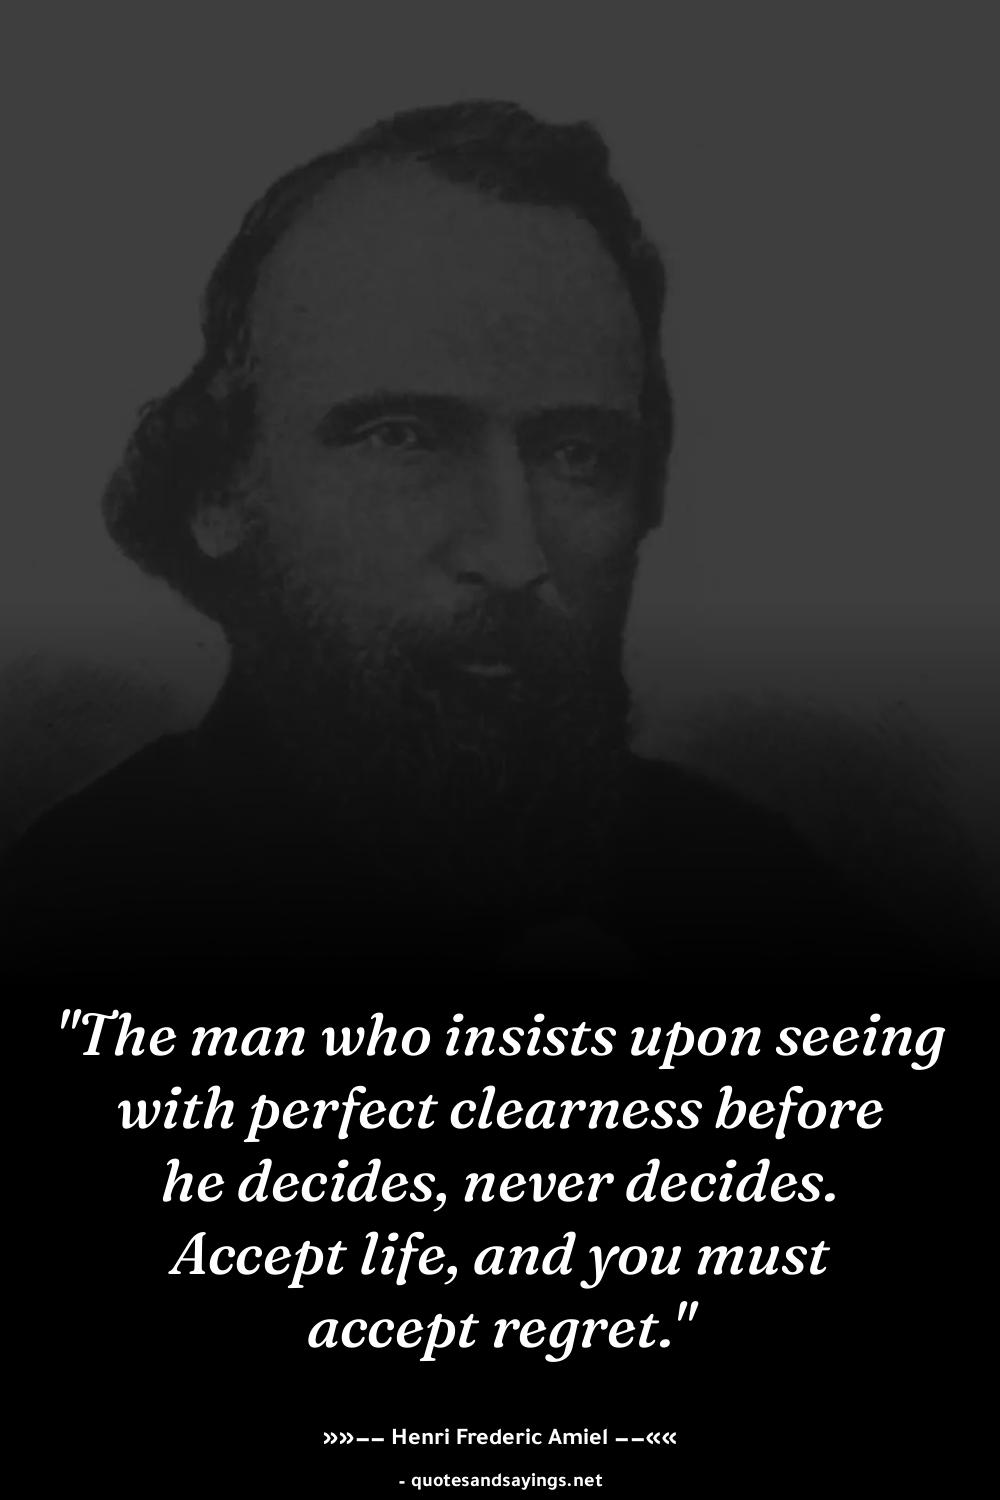 "The man who insists upon seeing
with perfect clearness before
he decides, never decides.
Accept life, and you must
accept regret."
»»−− Henri Frederic Amiel −−««
- quotesandsayings.net